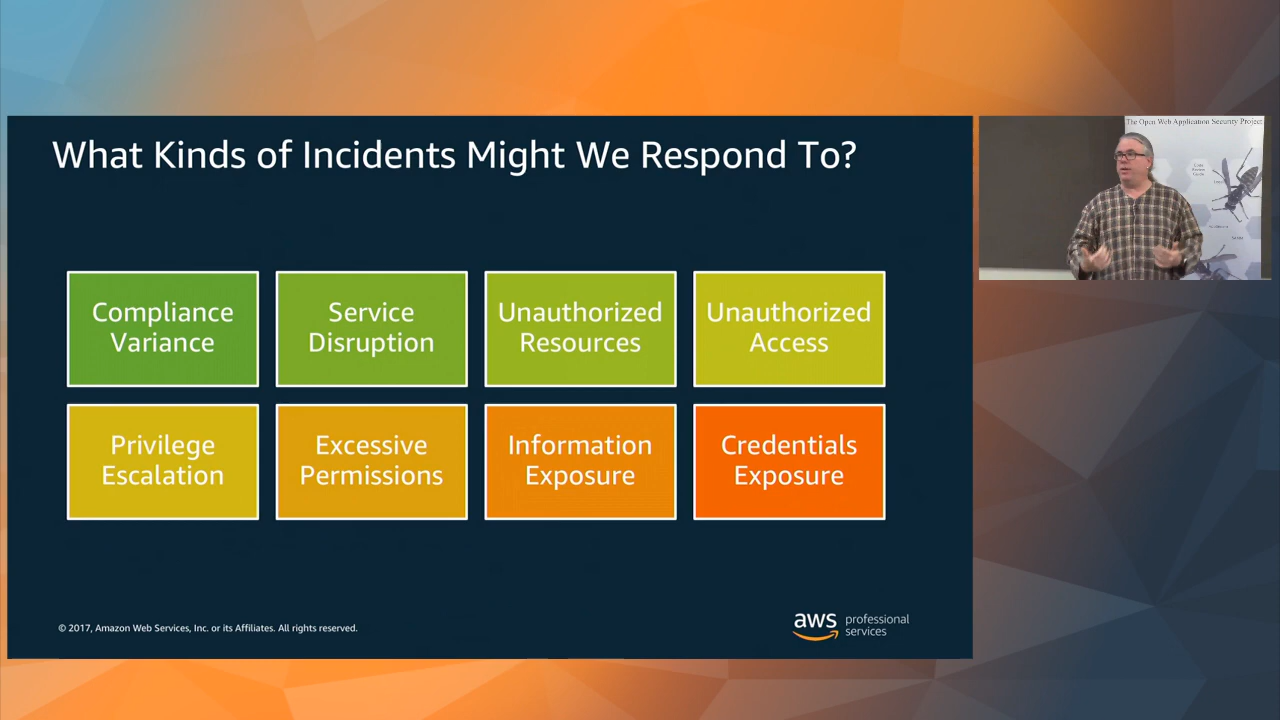 What Kinds of Incidents Might We Respond To?
Compliance
Variance
Service
Disruption
Unauthorized
Resources
Unauthorized
Access
Privilege
Escalation
Excessive
Permissions
Information
Exposure
Credentials
Exposure
© 2017, Amazon Web Services, Inc. or its Affiliates. All rights reserved.
aws professional
services
The Open Web Application Security Project